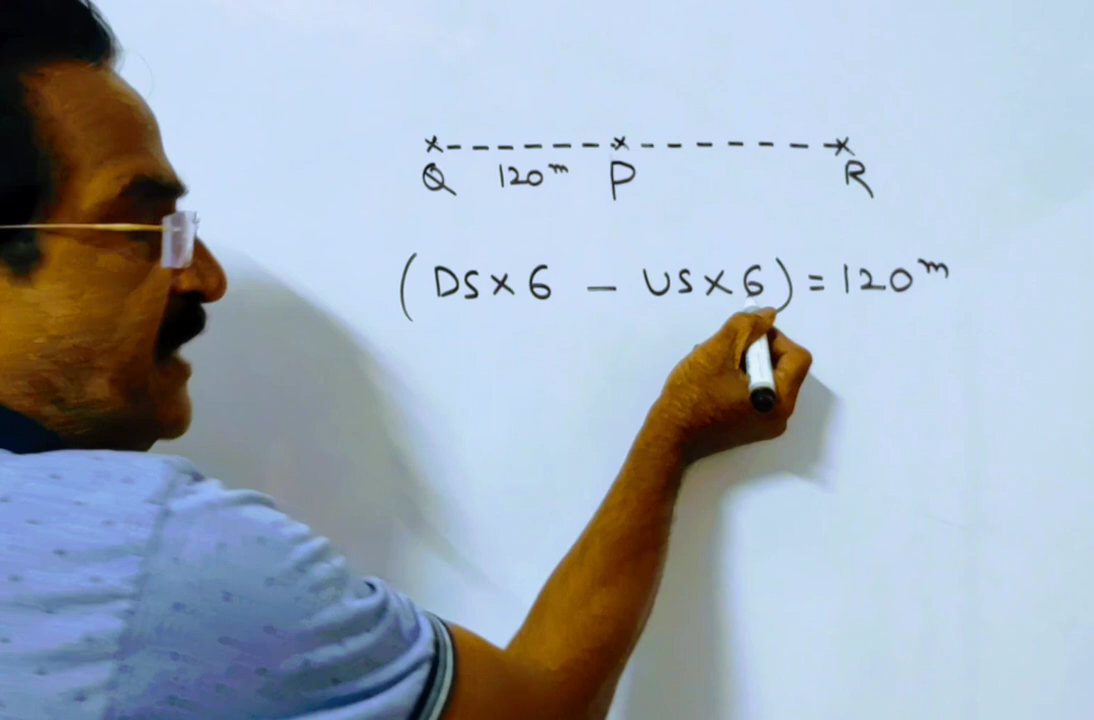 ×------×------×
Q 120m P R
(DS×6 – US×6) = 120m